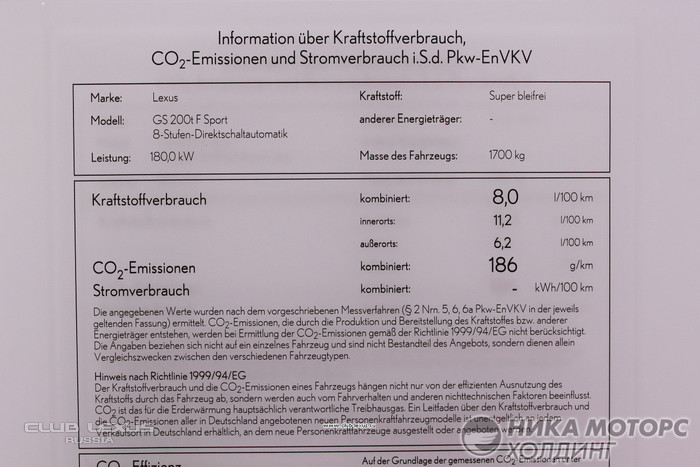 Information über Kraftstoffverbrauch,
CO₂-Emissionen und Stromverbrauch i.S.d. Pkw-EnVKV
Marke: Lexus Kraftstoff: Super bleifrei
Modell: GS 200t F Sport anderer Energieträger: -
8-Stufen-Direktschaltautomatik
Leistung: 180,0 kW Masse des Fahrzeugs: 1700 kg
Kraftstoffverbrauch kombiniert: 8,0 l/100 km
innerorts: 11,2 l/100 km
außerorts: 6,2 l/100 km
CO₂-Emissionen kombiniert: 186 g/km
Stromverbrauch kombiniert: - kWh/100 km
Die angegebenen Werte wurden nach dem vorgeschriebenen Messverfahren (§ 2 Nrn. 5, 6, 6a Pkw-EnVKV in der jeweils
geltenden Fassung) ermittelt. CO₂-Emissionen, die durch die Produktion und Bereitstellung des Kraftstoffes bzw. anderer
Energieträger entstehen, werden bei der Ermittlung der CO₂-Emissionen gemäß der Richtlinie 1999/94/EG nicht berücksichtigt.
Die Angaben beziehen sich nicht auf ein einzelnes Fahrzeug und sind nicht Bestandteil des Angebots, sondern dienen allein
Vergleichszwecken zwischen den verschiedenen Fahrzeugtypen.
Hinweis nach Richtlinie 1999/94/EG
Der Kraftstoffverbrauch und die CO₂-Emissionen eines Fahrzeugs hängen nicht nur von der effizienten Ausnutzung des
Kraftstoffs durch das Fahrzeug ab, sondern werden auch vom Fahrverhalten und anderen nichttechnischen Faktoren beeinflusst.
CO₂ ist das für die Erderwärmung hauptsächlich verantwortliche Treibhausgas. Ein Leitfaden über den Kraftstoffverbrauch und
die CO₂-Emissionen aller in Deutschland angebotenen neuen Personenkraftfahrzeugmodelle ist unentgeltlich an jedem
Verkaufsort in Deutschland erhältlich, an dem neue Personenkraftfahrzeuge ausgestellt oder angeboten werden.
CLUB LEXUS
RUSSIA
НИКА МОТОРС
ХОЛДИНГ
CO₂-Effizienz Auf der Grundlage der gemessenen CO₂-Emissionen unter